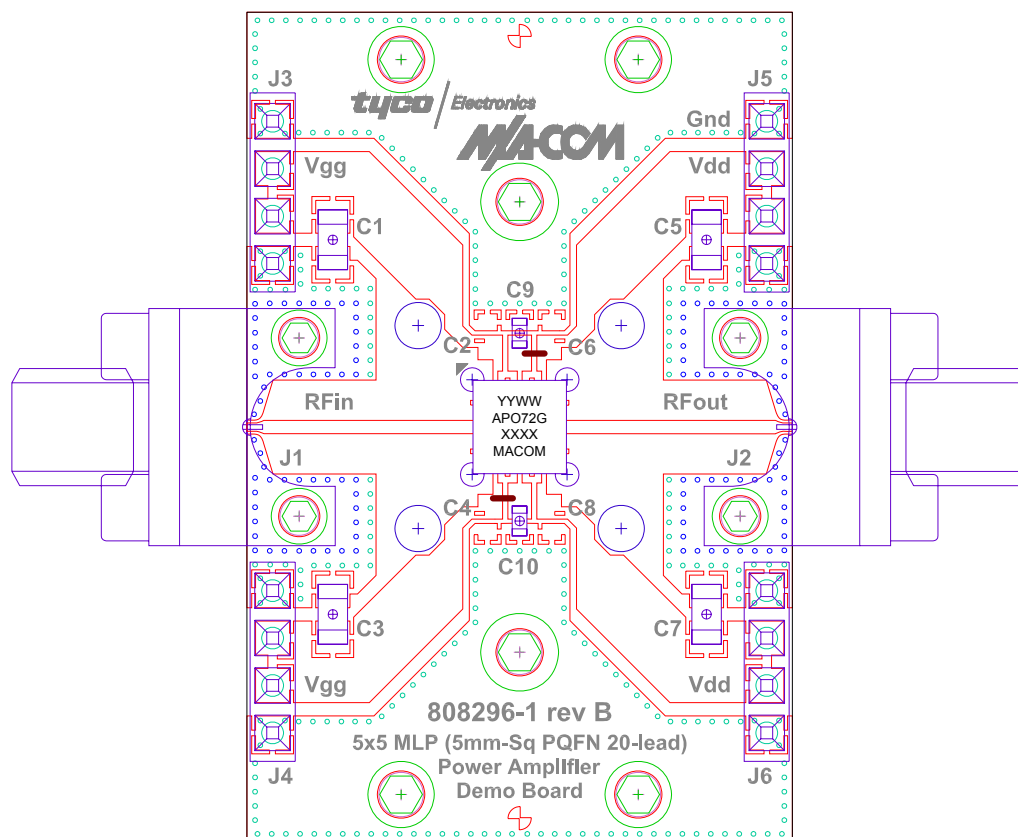 J3
J5
tyco Electronics
M/A-COM
Gnd
Vgg
Vdd
C1
C5
C9
C2
C6
RFin
RFout
YYWW
APO72G
XXXX
MACOM
J1
J2
C4
C8
C10
C3
C7
Vgg
Vdd
808296-1 rev B
5x5 MLP (5mm-Sq PQFN 20-lead)
Power Amplifier
Demo Board
J4
J6